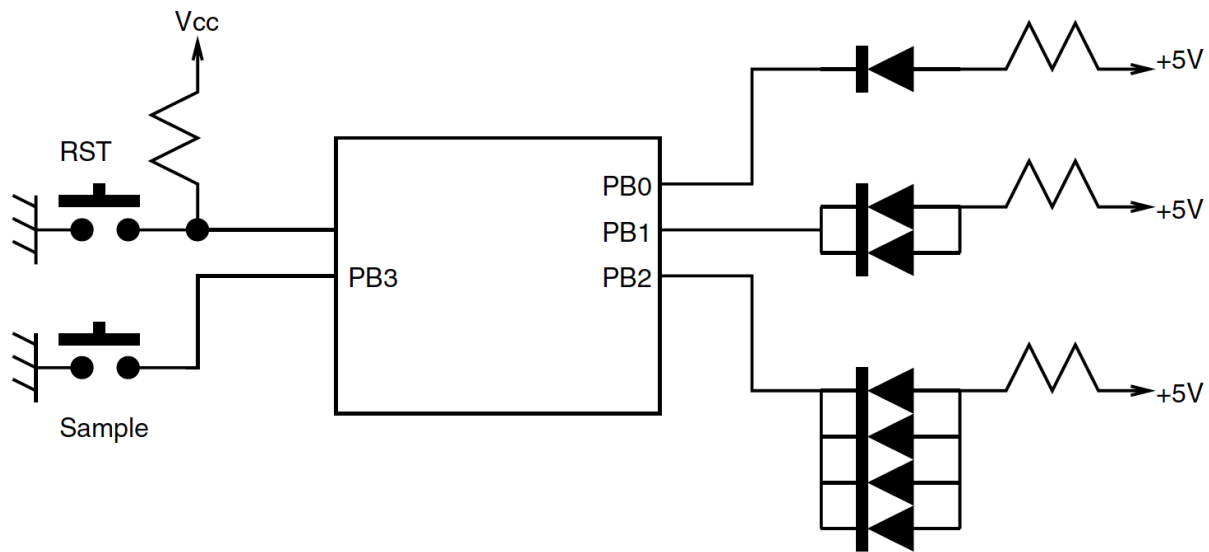 Vcc
+5V
RST
PB0
PB1
+5V
PB3
PB2
+5V
Sample